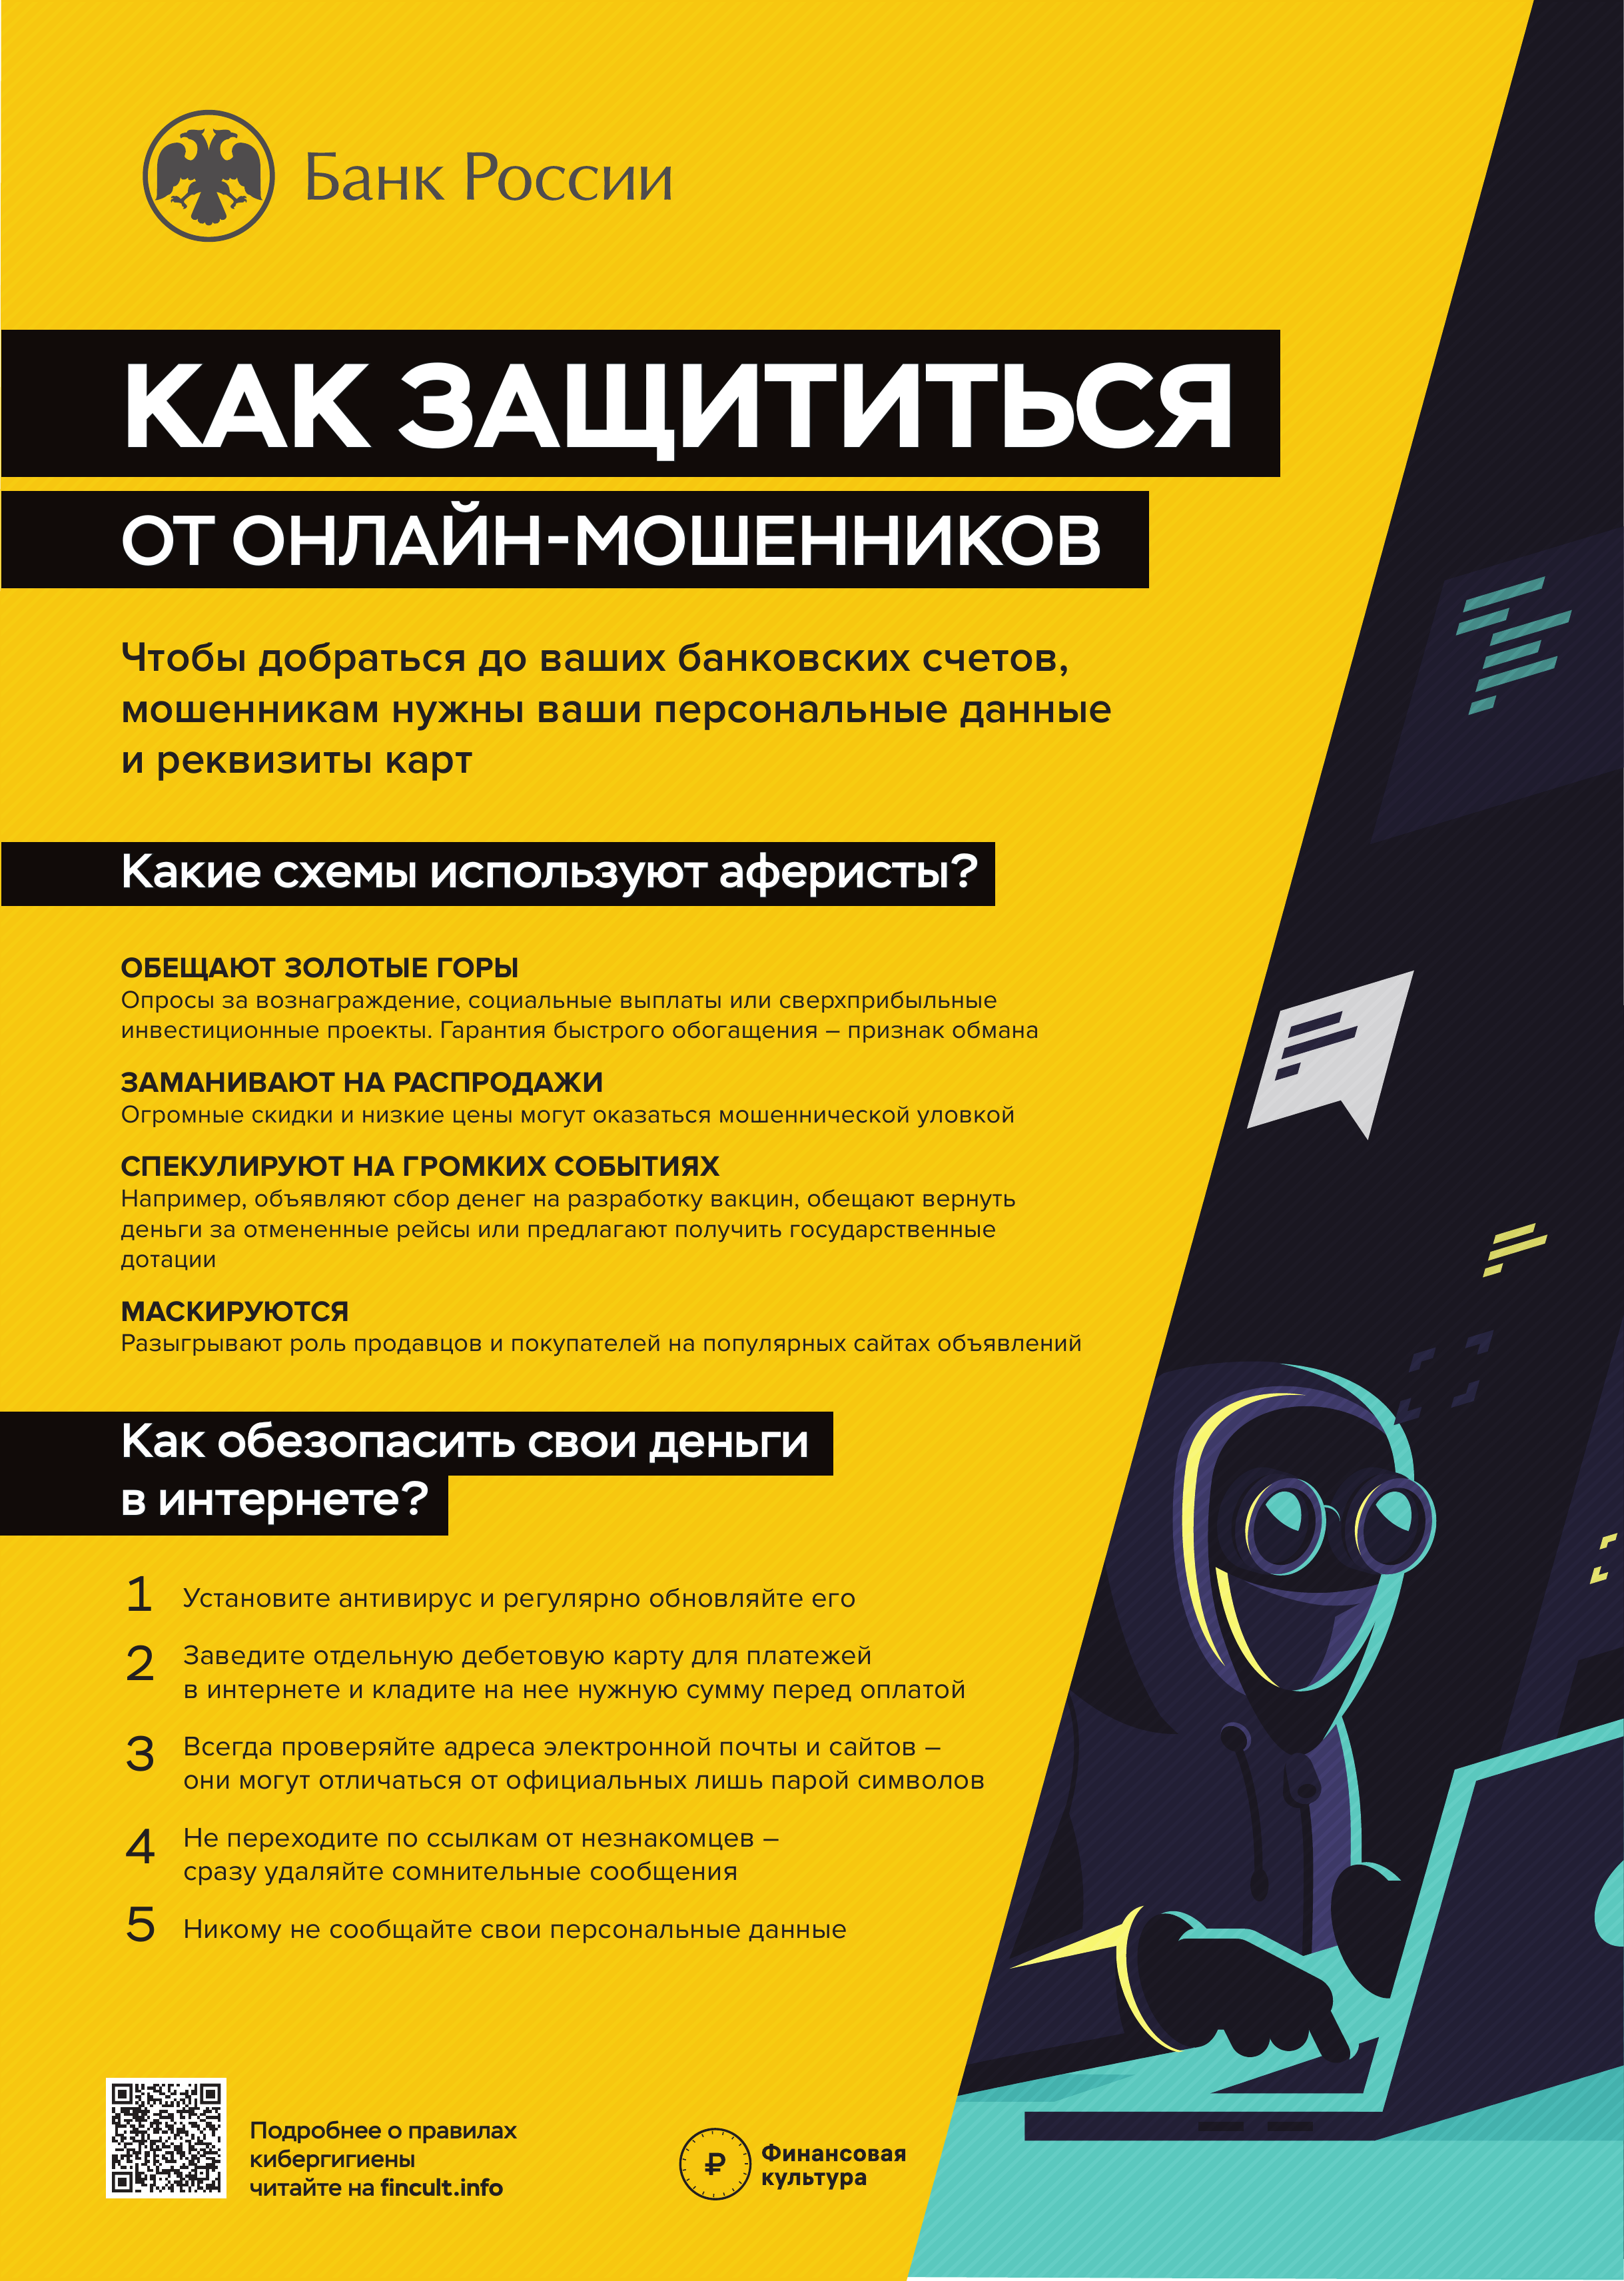 Банк России
КАК ЗАЩИТИТЬСЯ
ОТ ОНЛАЙН-МОШЕННИКОВ
Чтобы добраться до ваших банковских счетов,
мошенникам нужны ваши персональные данные
и реквизиты карт
Какие схемы используют аферисты?
ОБЕЩАЮТ ЗОЛОТЫЕ ГОРЫ
Опросы за вознаграждение, социальные выплаты или сверхприбыльные
инвестиционные проекты. Гарантия быстрого обогащения – признак обмана
ЗАМАНИВАЮТ НА РАСПРОДАЖИ
Огромные скидки и низкие цены могут оказаться мошеннической уловкой
СПЕКУЛИРУЮТ НА ГРОМКИХ СОБЫТИЯХ
Например, объявляют сбор денег на разработку вакцин, обещают вернуть
деньги за отмененные рейсы или предлагают получить государственные
дотации
МАСКИРУЮТСЯ
Разыгрывают роль продавцов и покупателей на популярных сайтах объявлений
Как обезопасить свои деньги
в интернете?
1 Установите антивирус и регулярно обновляйте его
2 Заведите отдельную дебетовую карту для платежей
в интернете и кладите на нее нужную сумму перед оплатой
3 Всегда проверяйте адреса электронной почты и сайтов –
они могут отличаться от официальных лишь парой символов
4 Не переходите по ссылкам от незнакомцев –
сразу удаляйте сомнительные сообщения
5 Никому не сообщайте свои персональные данные
Подробнее о правилах
кибергигиены
читайте на fincult.info
₽
Финансовая
культура